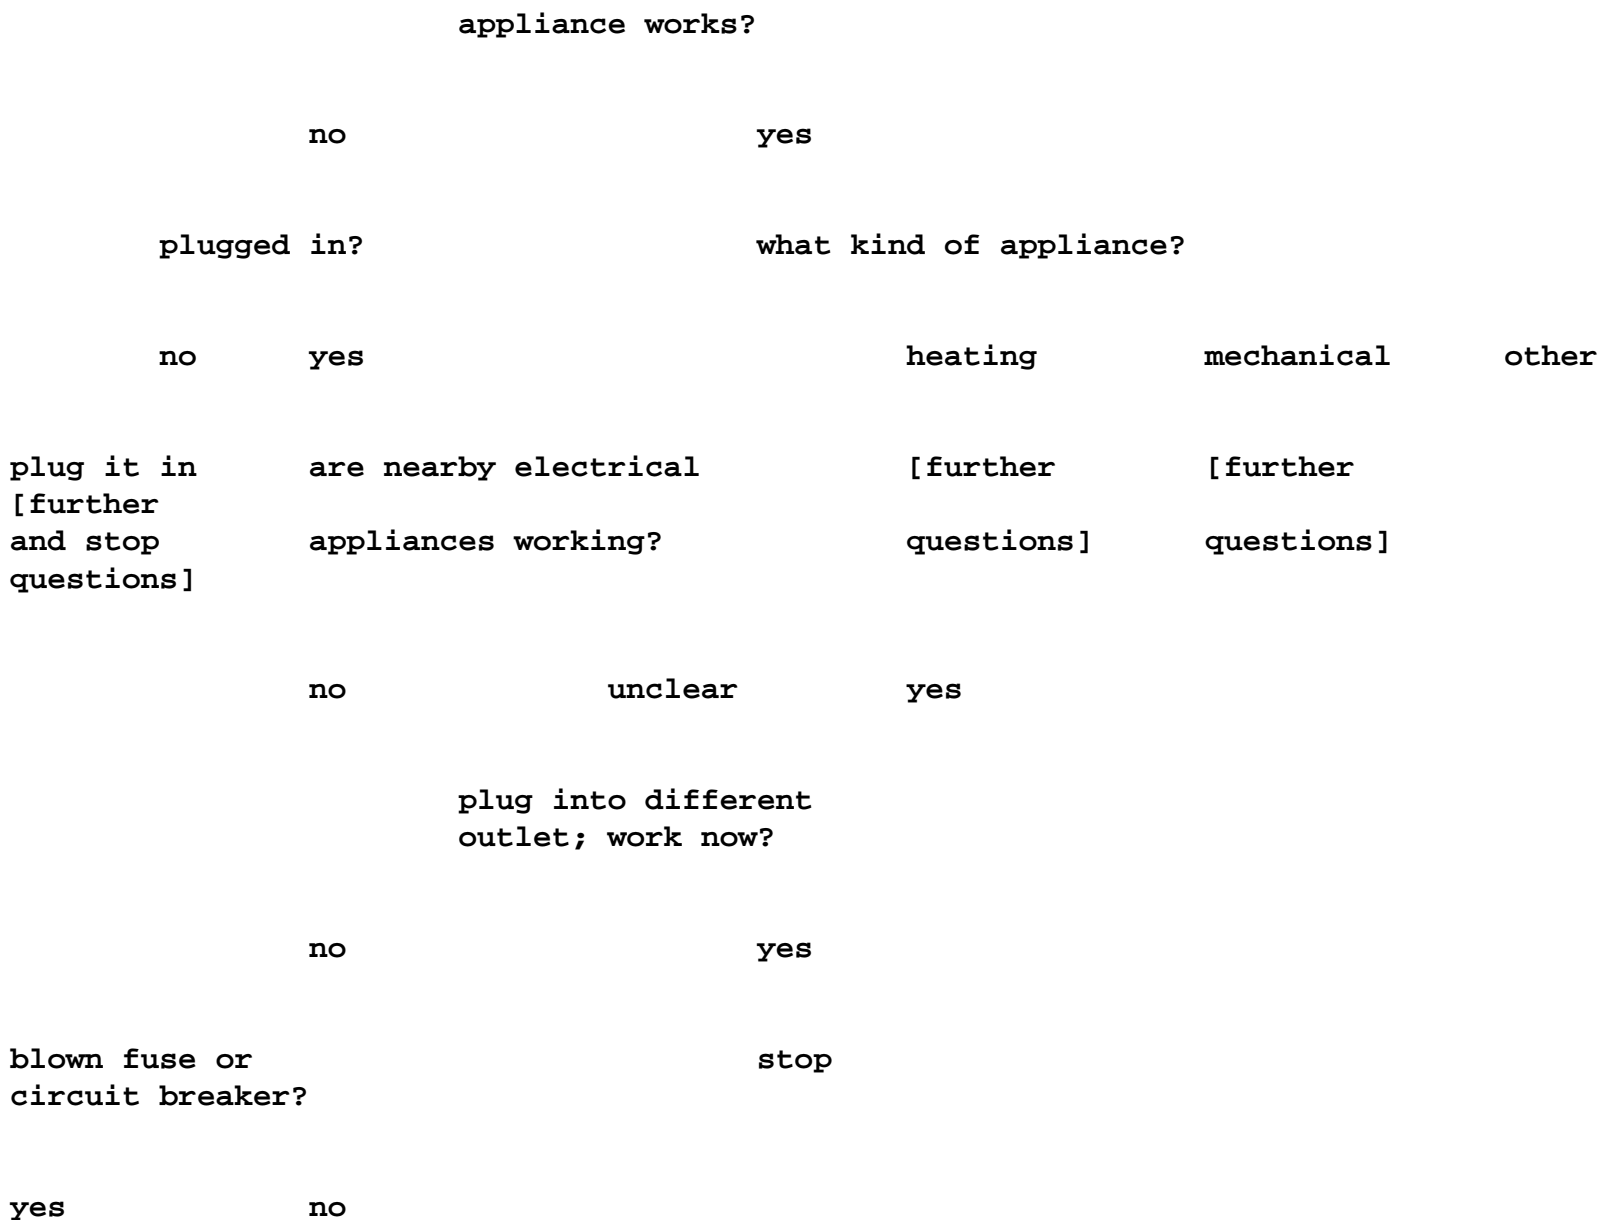 appliance works?
no yes
plugged in? what kind of appliance?
no yes heating mechanical other
plug it in are nearby electrical [further [further
[further
and stop appliances working? questions] questions]
questions]
no unclear yes
plug into different
outlet; work now?
no yes
blown fuse or stop
circuit breaker?
yes no